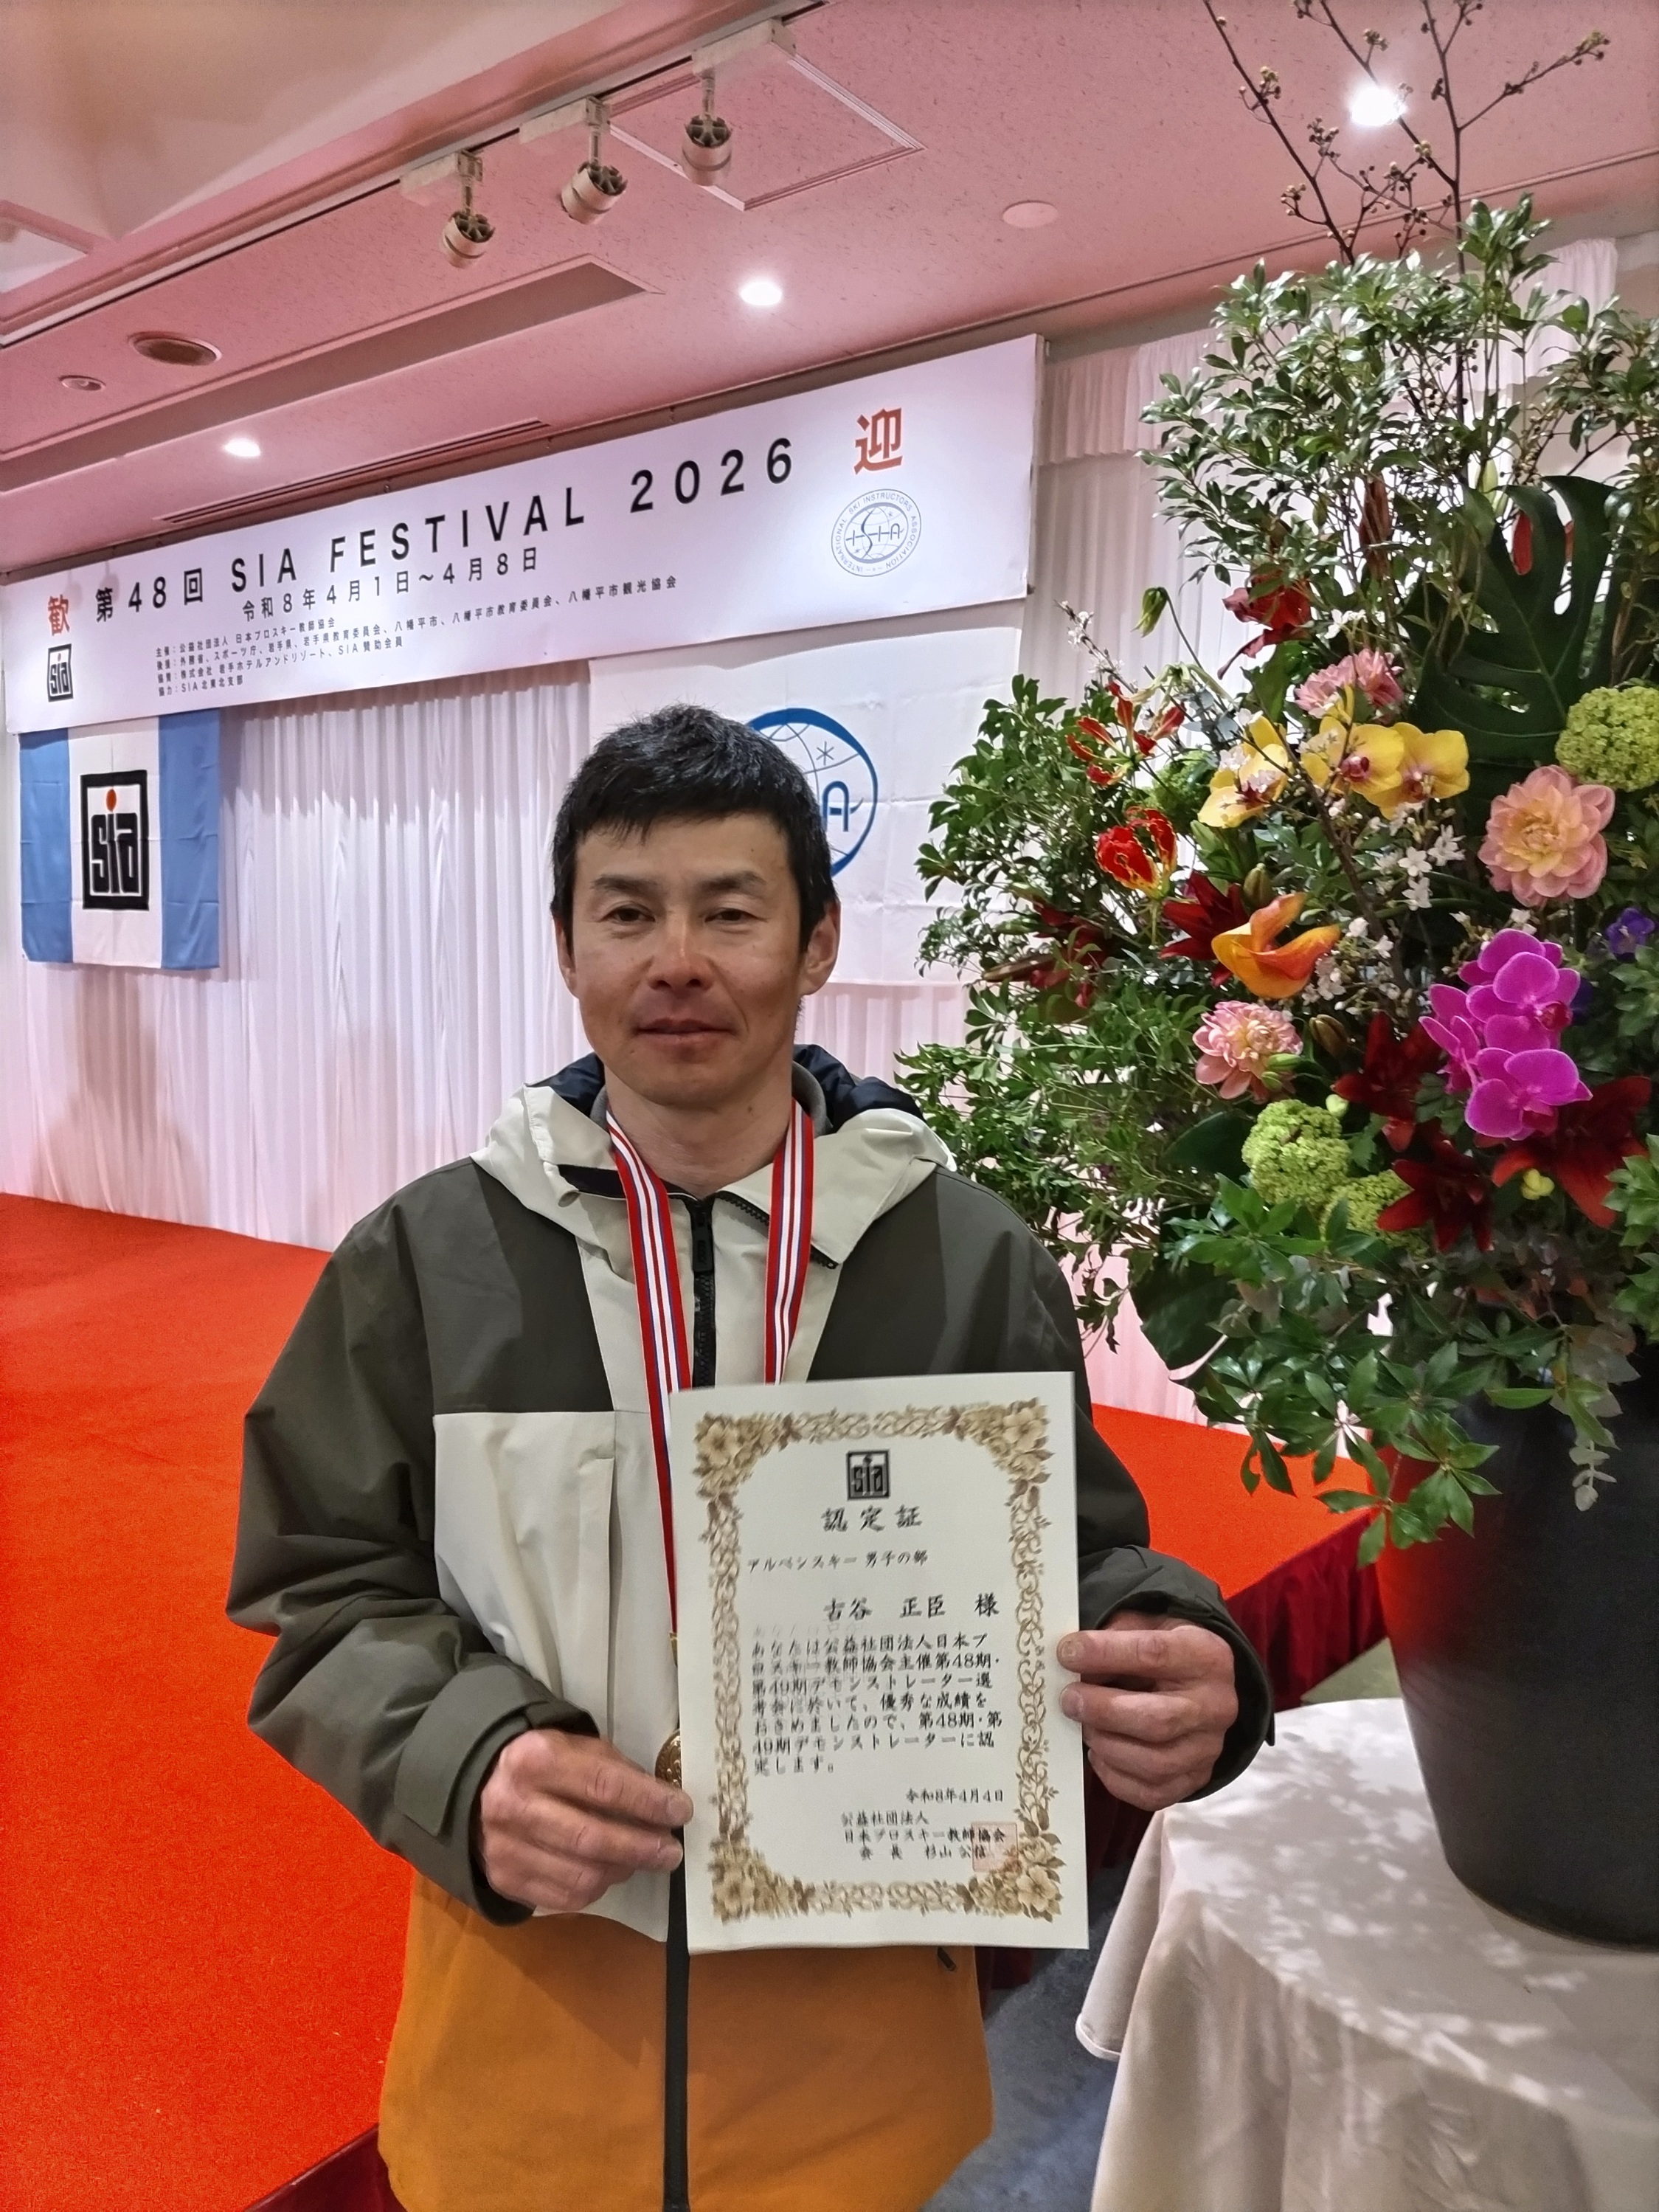 歓 迎
第48回 SIA FESTIVAL 2026
令和8年4月1日～4月8日
主催：公益社団法人 日本プロスキー教師協会
後援：外務省、スポーツ庁、岩手県、岩手県教育委員会、八幡平市、八幡平市教育委員会、八幡平市観光協会
協賛：株式会社 岩手ホテルアンドリゾート、SIA賛助会員
協力：SIA北東北支部
sia
INTERNATIONAL SKI INSTRUCTORS ASSOCIATION
ISIA
sia
A
sia
認定証
アルペンスキー 男子の部
古谷 正臣 様
あなたは公益社団法人日本プ
ロスキー教師協会主催第48期･
第49期デモンストレーター選
考会に於いて、優秀な成績を
おさめましたので、第48期･第
49期デモンストレーターに認
定します。
令和8年4月4日
公益社団法人
日本プロスキー教師協会
会 長 杉山 公信